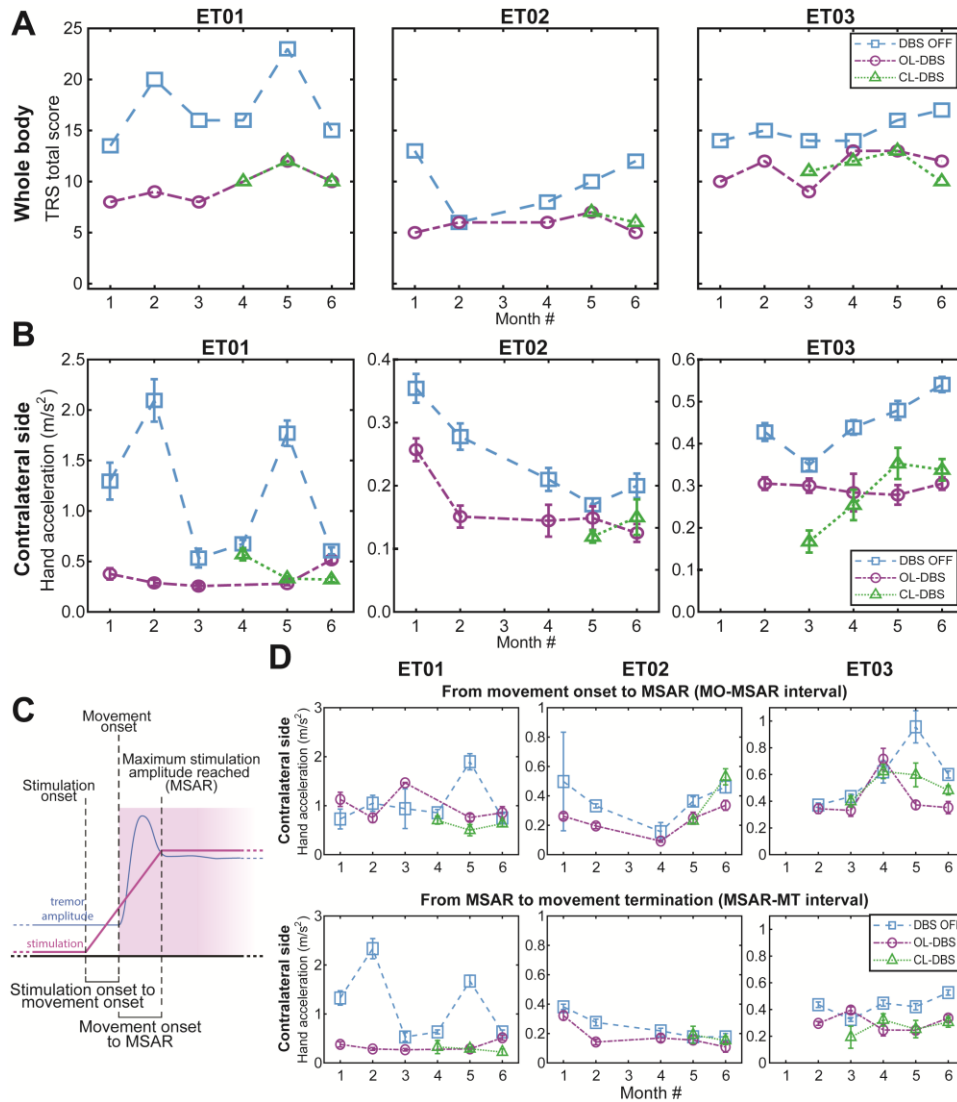 A
ET01
ET02
ET03
Whole body
TRS total score
25
20
15
10
5
0
DBS OFF
OL-DBS
CL-DBS
1 2 3 4 5 6
1 2 3 4 5 6
1 2 3 4 5 6
Month #
B
ET01
ET02
ET03
Contralateral side
Hand acceleration (m/s²)
2.5
2.0
1.5
1.0
0.5
0.0
0.4
0.3
0.2
0.1
0.0
0.6
0.5
0.4
0.3
0.2
0.1
0.0
DBS OFF
OL-DBS
CL-DBS
1 2 3 4 5 6
1 2 3 4 5 6
1 2 3 4 5 6
Month #
C
Movement
onset
Stimulation
onset
Maximum stimulation
amplitude reached
(MSAR)
tremor
amplitude
stimulation
Stimulation onset to
movement onset
Movement onset
to MSAR
D
ET01
ET02
ET03
From movement onset to MSAR (MO-MSAR interval)
Contralateral side
Hand acceleration (m/s²)
3
2
1
0
1
0.8
0.6
0.4
0.2
0
1
0.8
0.6
0.4
0.2
0
1 2 3 4 5 6
1 2 3 4 5 6
1 2 3 4 5 6
From MSAR to movement termination (MSAR-MT interval)
Contralateral side
Hand acceleration (m/s²)
3
2
1
0
1
0.8
0.6
0.4
0.2
0
1
0.8
0.6
0.4
0.2
0
DBS OFF
OL-DBS
CL-DBS
1 2 3 4 5 6
1 2 3 4 5 6
1 2 3 4 5 6
Month #